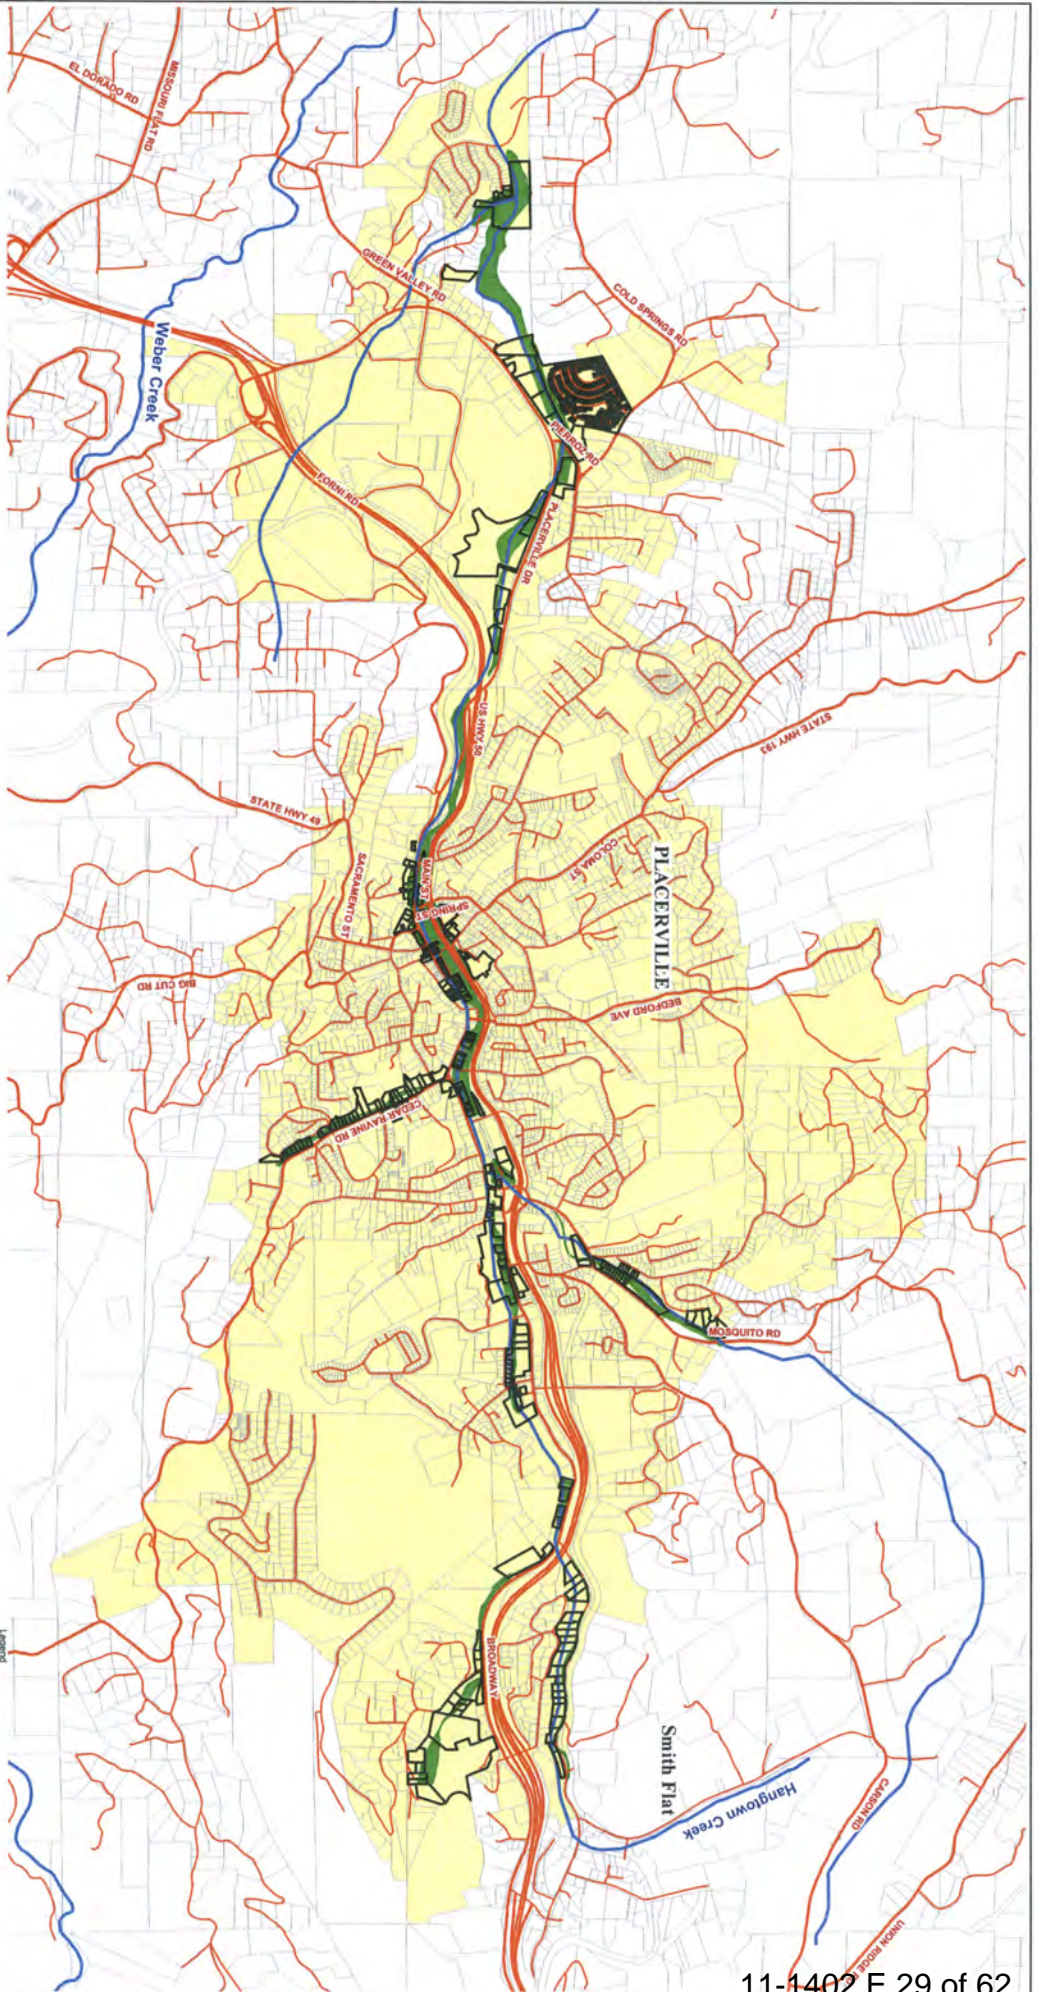 EL DORADO RD
MISSOURI FLAT RD
GREEN VALLEY RD
COLD SPRINGS RD
Weber Creek
PIERROZ RD
FORNI RD
PLACERVILLE DR
US HWY 50
STATE HWY 193
STATE HWY 49
SACRAMENTO ST
MAIN ST
SPRING ST
COLOMA ST
PLACERVILLE
BIG CUT RD
BEDFORD AVE
CEDAR RAVINE RD
MOSQUITO RD
BROADWAY
Smith Flat
Hangtown Creek
CARSON RD
UNION RIDGE RD
Legend
11-1402 E 29 of 62